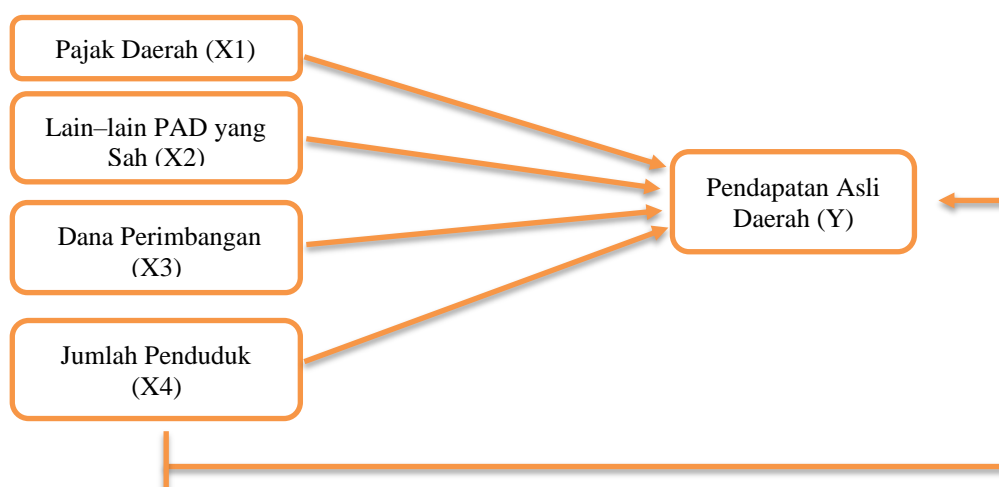 Pajak Daerah (X1)
Lain–lain PAD yang
Sah (X2)
Dana Perimbangan
(X3)
Jumlah Penduduk
(X4)
Pendapatan Asli
Daerah (Y)